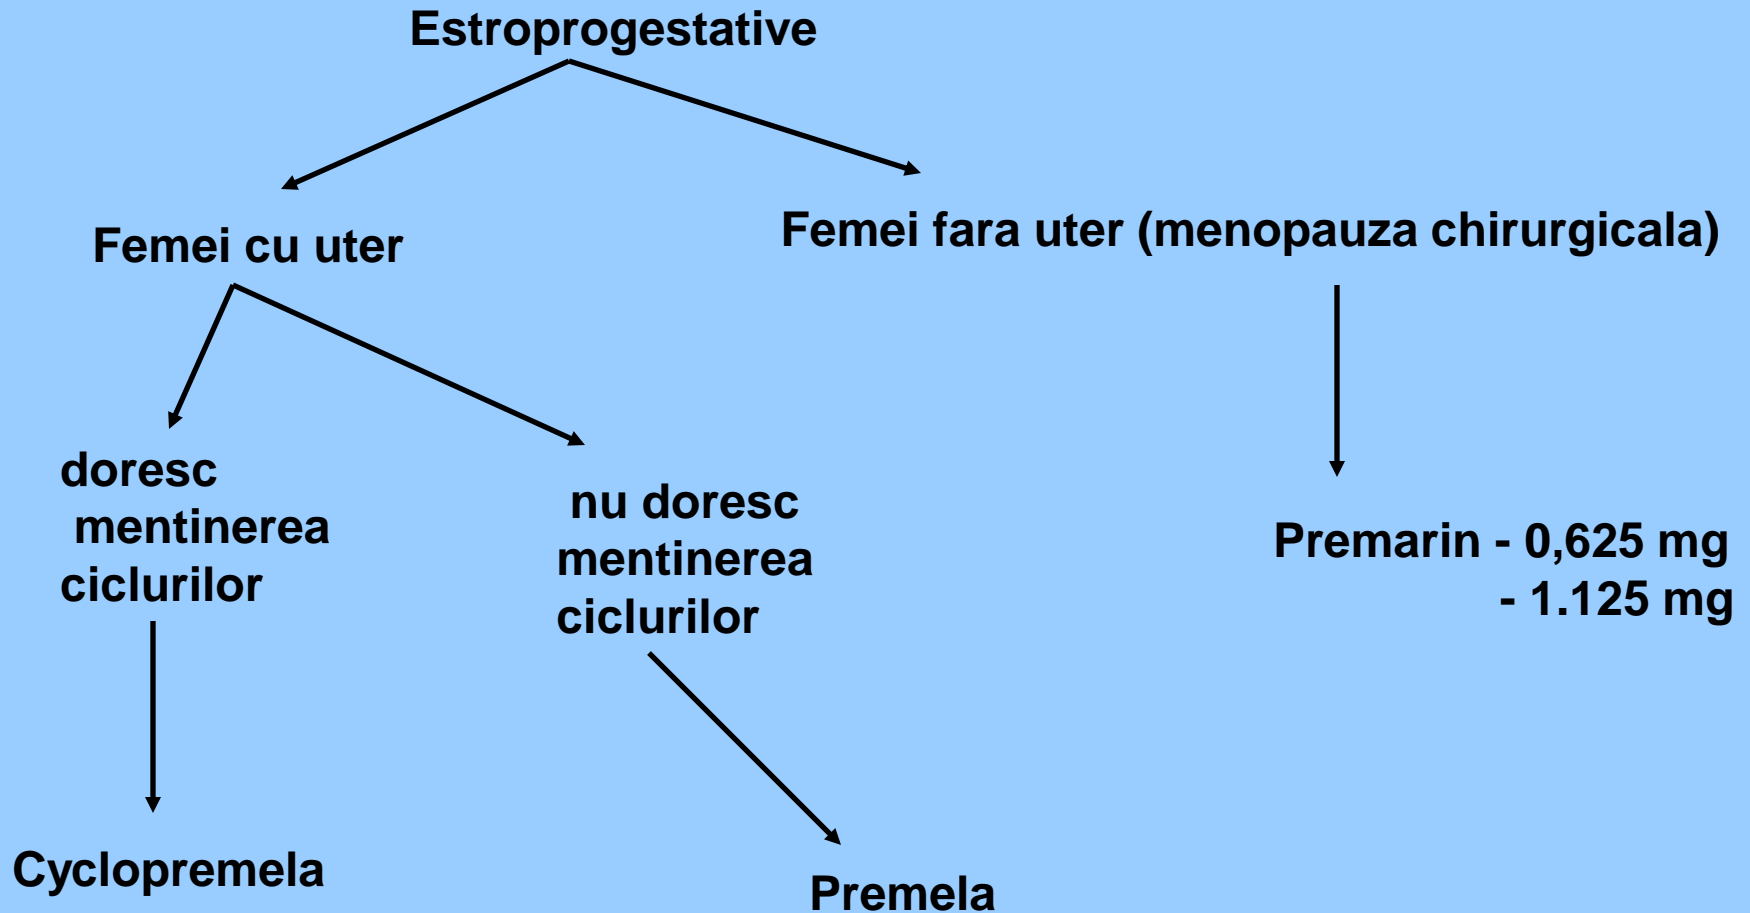 Estroprogestative
Femei cu uter
Femei fara uter (menopauza chirurgicala)
doresc
mentinerea
ciclurilor
nu doresc
mentinerea
ciclurilor
Premarin - 0,625 mg
- 1.125 mg
Cyclopremela
Premela